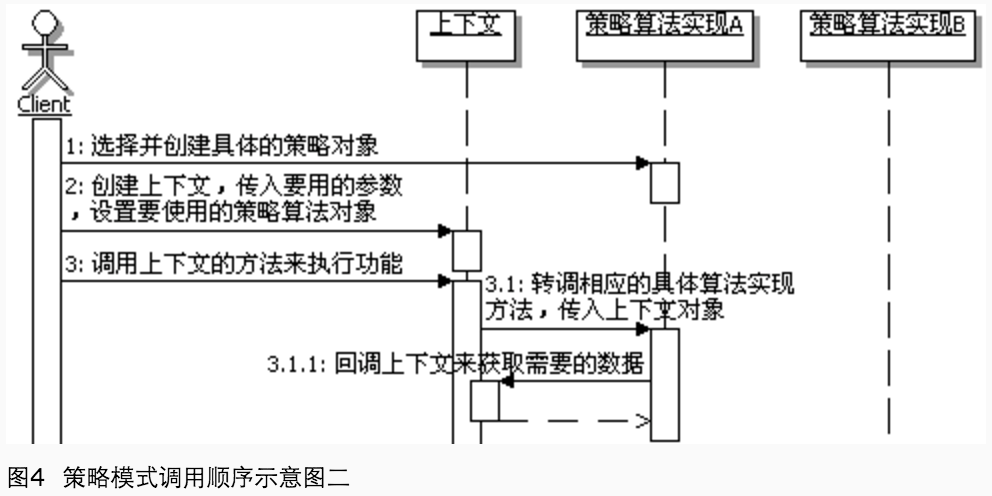 上下文
策略算法实现A
策略算法实现B
Client
1: 选择并创建具体的策略对象
2: 创建上下文，传入要用的参数
，设置要使用的策略算法对象
3: 调用上下文的方法来执行功能
3.1: 转调相应的具体算法实现
方法，传入上下文对象
3.1.1: 回调上下文来获取需要的数据
图4 策略模式调用顺序示意图二